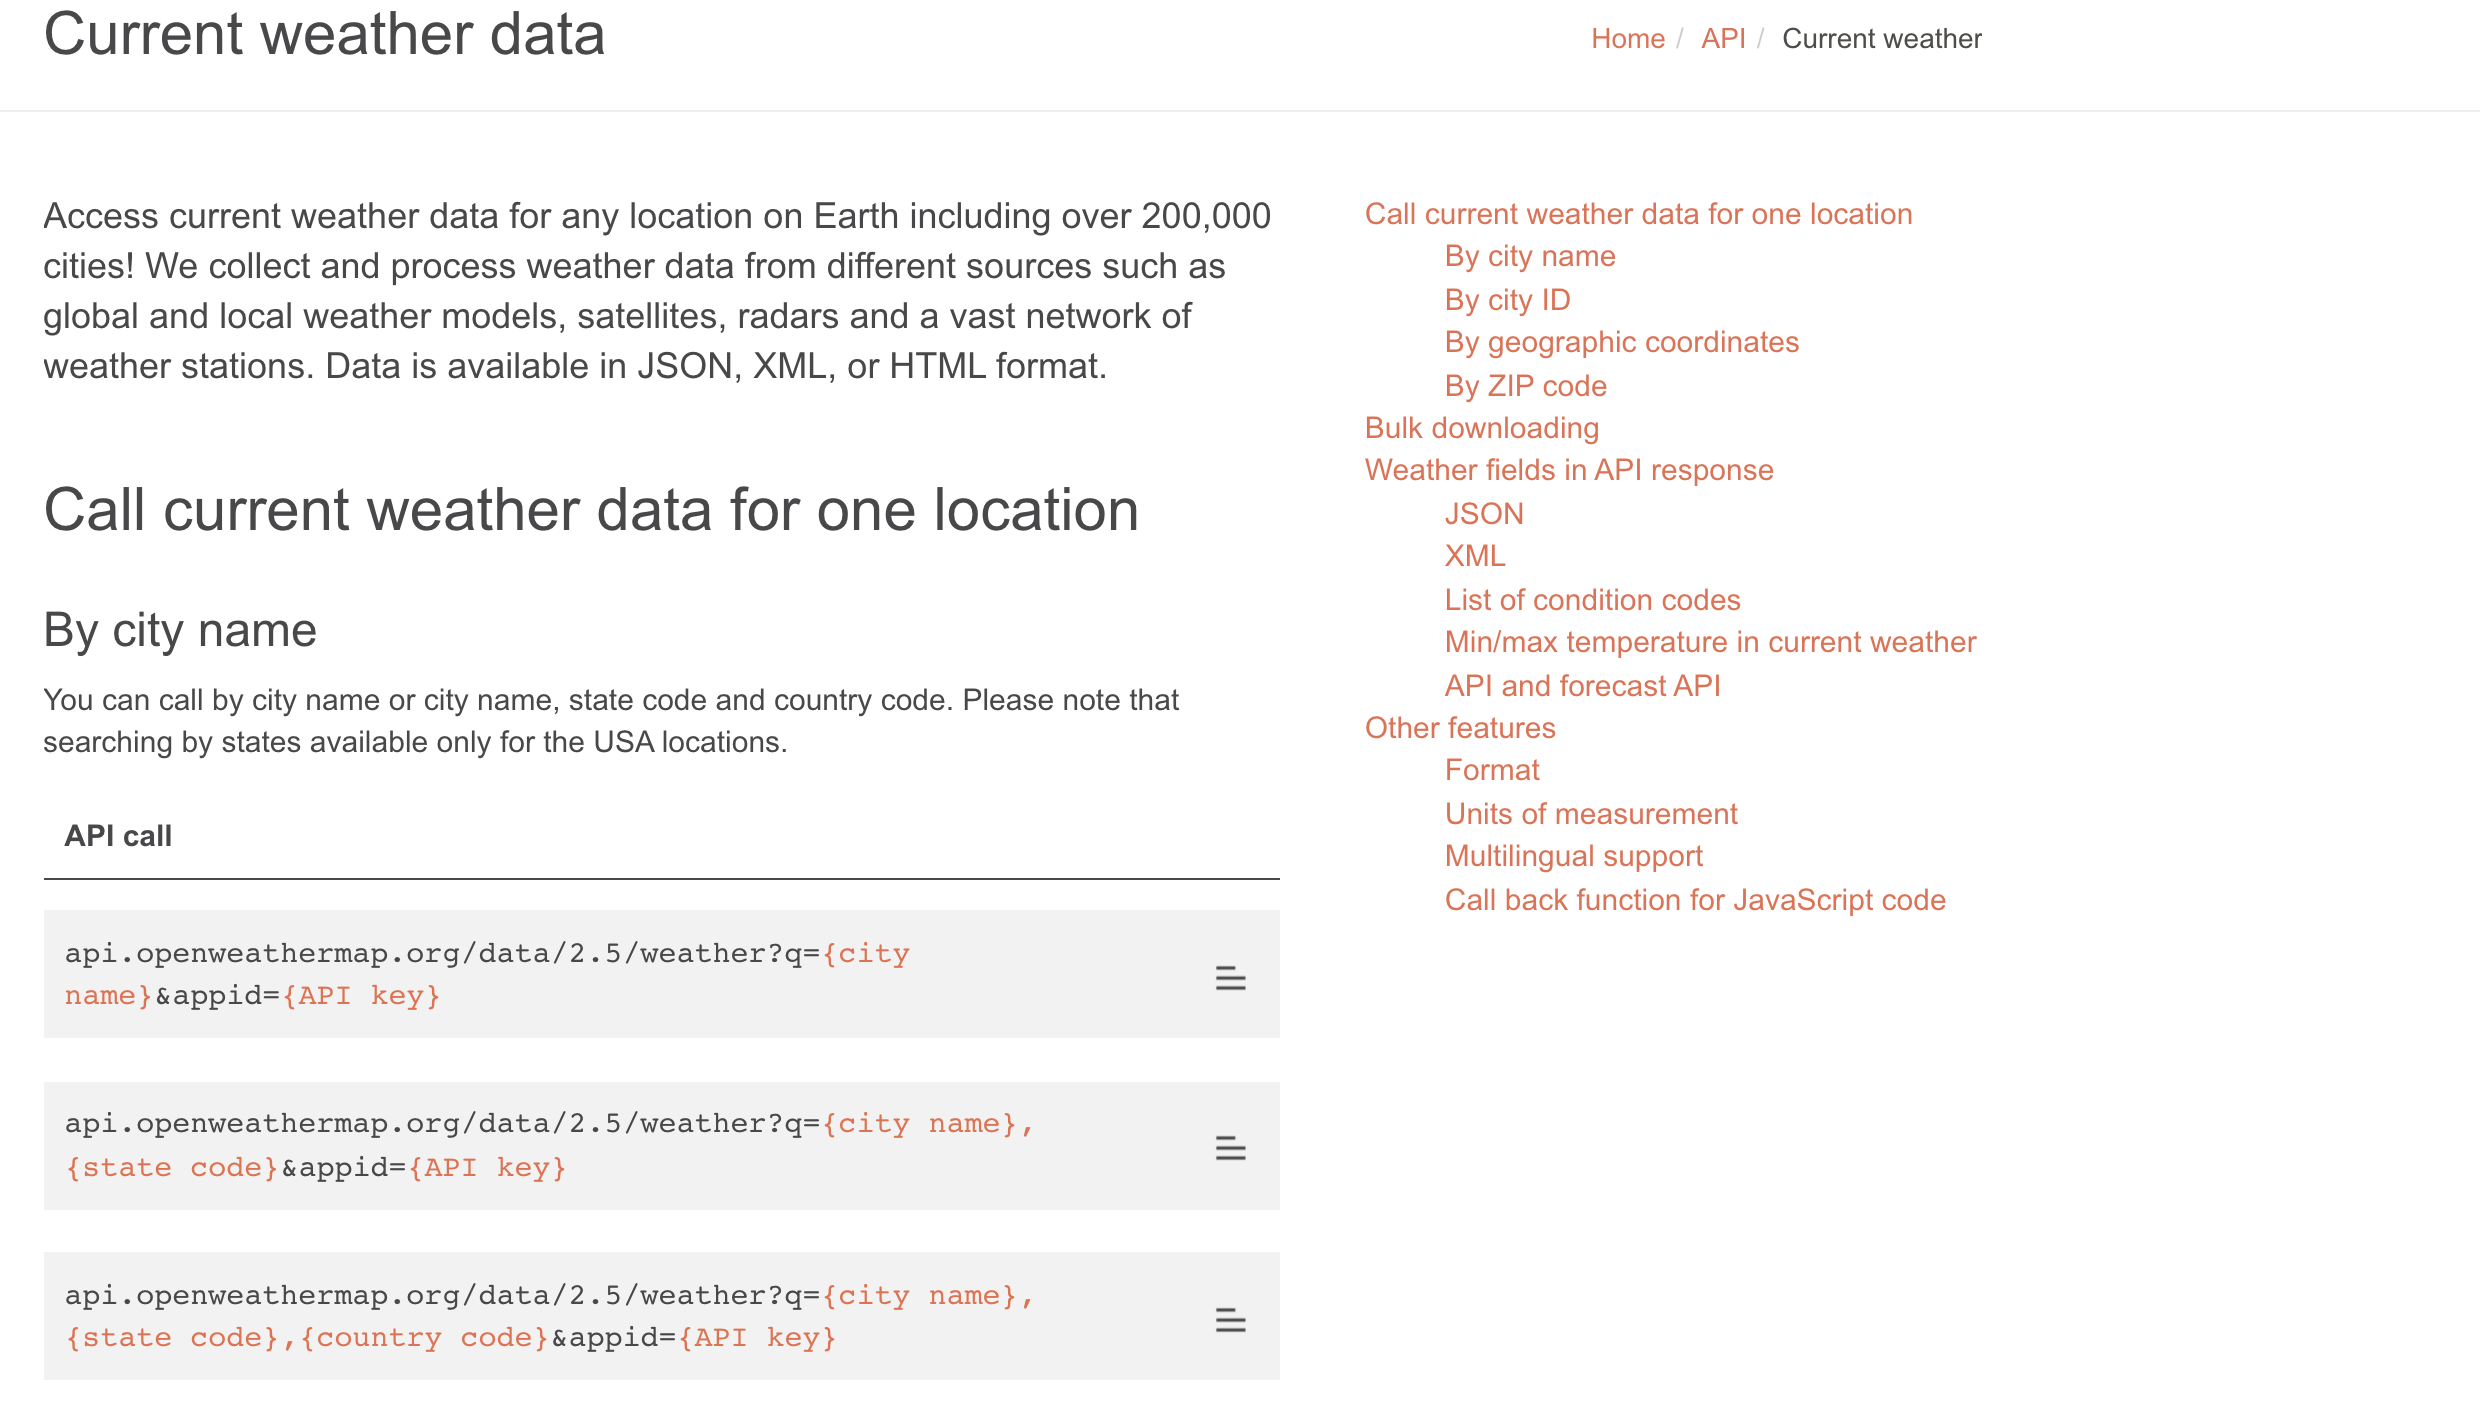 Current weather data
Home / API / Current weather
Access current weather data for any location on Earth including over 200,000
cities! We collect and process weather data from different sources such as
global and local weather models, satellites, radars and a vast network of
weather stations. Data is available in JSON, XML, or HTML format.
Call current weather data for one location
By city name
You can call by city name or city name, state code and country code. Please note that
searching by states available only for the USA locations.
API call
api.openweathermap.org/data/2.5/weather?q={city
name}&appid={API key}
api.openweathermap.org/data/2.5/weather?q={city name},
{state code}&appid={API key}
api.openweathermap.org/data/2.5/weather?q={city name},
{state code},{country code}&appid={API key}
Call current weather data for one location
By city name
By city ID
By geographic coordinates
By ZIP code
Bulk downloading
Weather fields in API response
JSON
XML
List of condition codes
Min/max temperature in current weather
API and forecast API
Other features
Format
Units of measurement
Multilingual support
Call back function for JavaScript code